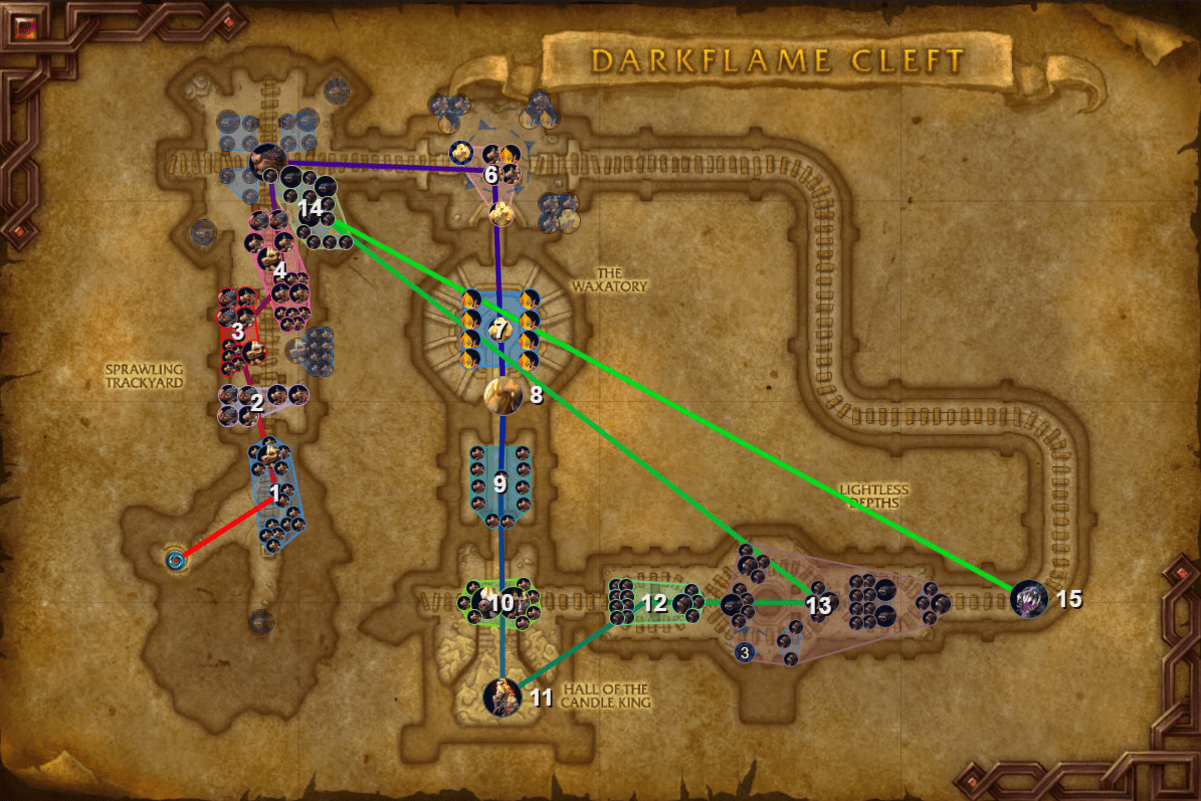 DARKFLAME CLEFT
6
14
4
THE
WAXATORY
7
3
SPRAWLING
TRACKYARD
2
8
1
9
LIGHTLESS
DEPTHS
10
12
13
15
3
11
HALL OF THE
CANDLE KING